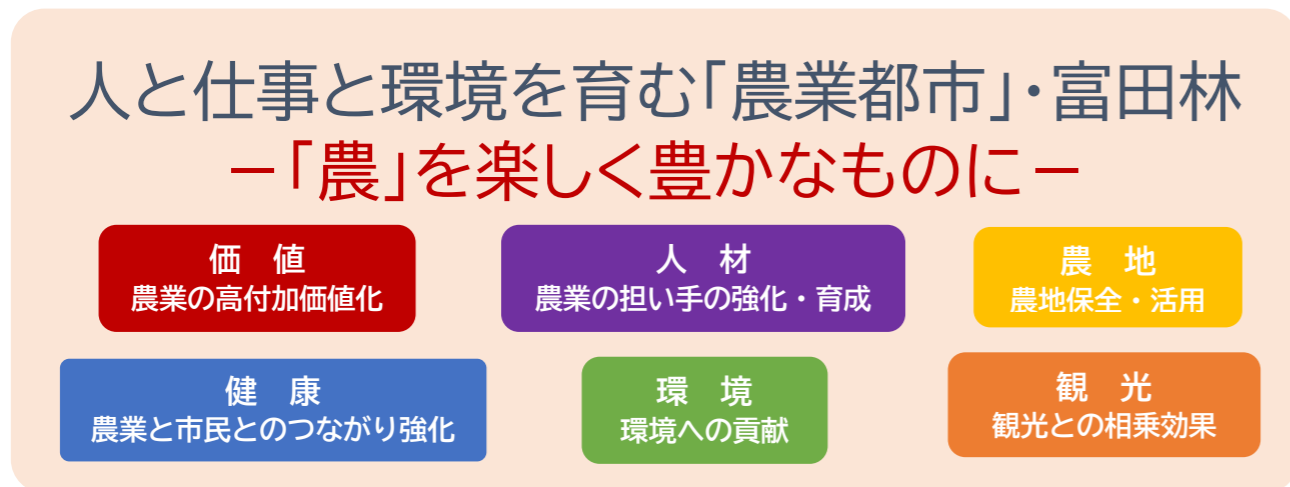 人と仕事と環境を育む「農業都市」・富田林
－「農」を楽しく豊かなものに－
価　値
農業の高付加価値化
人　材
農業の担い手の強化・育成
農　地
農地保全・活用
健　康
農業と市民とのつながり強化
環　境
環境への貢献
観　光
観光との相乗効果